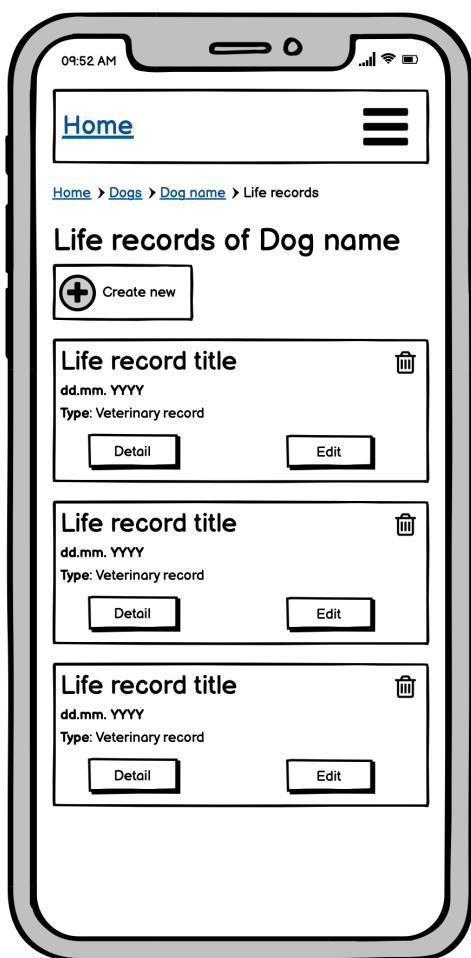 09:52 AM
Home
Home > Dogs > Dog name > Life records
Life records of Dog name
Create new
Life record title
dd.mm. YYYY
Type: Veterinary record
Detail Edit
Life record title
dd.mm. YYYY
Type: Veterinary record
Detail Edit
Life record title
dd.mm. YYYY
Type: Veterinary record
Detail Edit